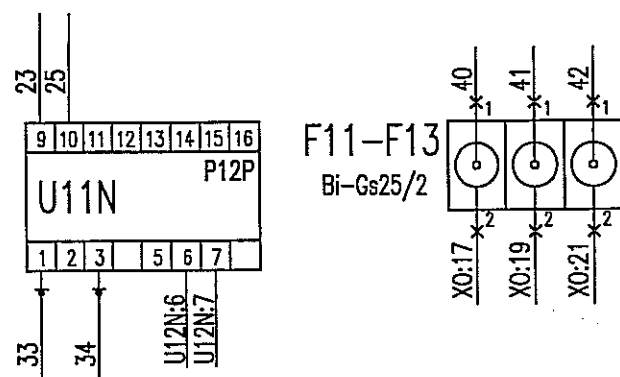 23
25
9 10 11 12 13 14 15 16
P12P
U11N
1 2 3 5 6 7
33
34
U12N:6
U12N:7
40
41
42
1 1 1
F11-F13
Bi-Gs25/2
2 2 2
X0:17
X0:19
X0:21